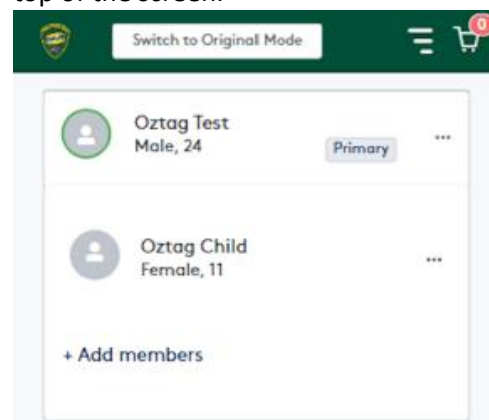 top of the screen.
Switch to Original Mode
0
Oztag Test
Male, 24
Primary
...
Oztag Child
Female, 11
...
+ Add members